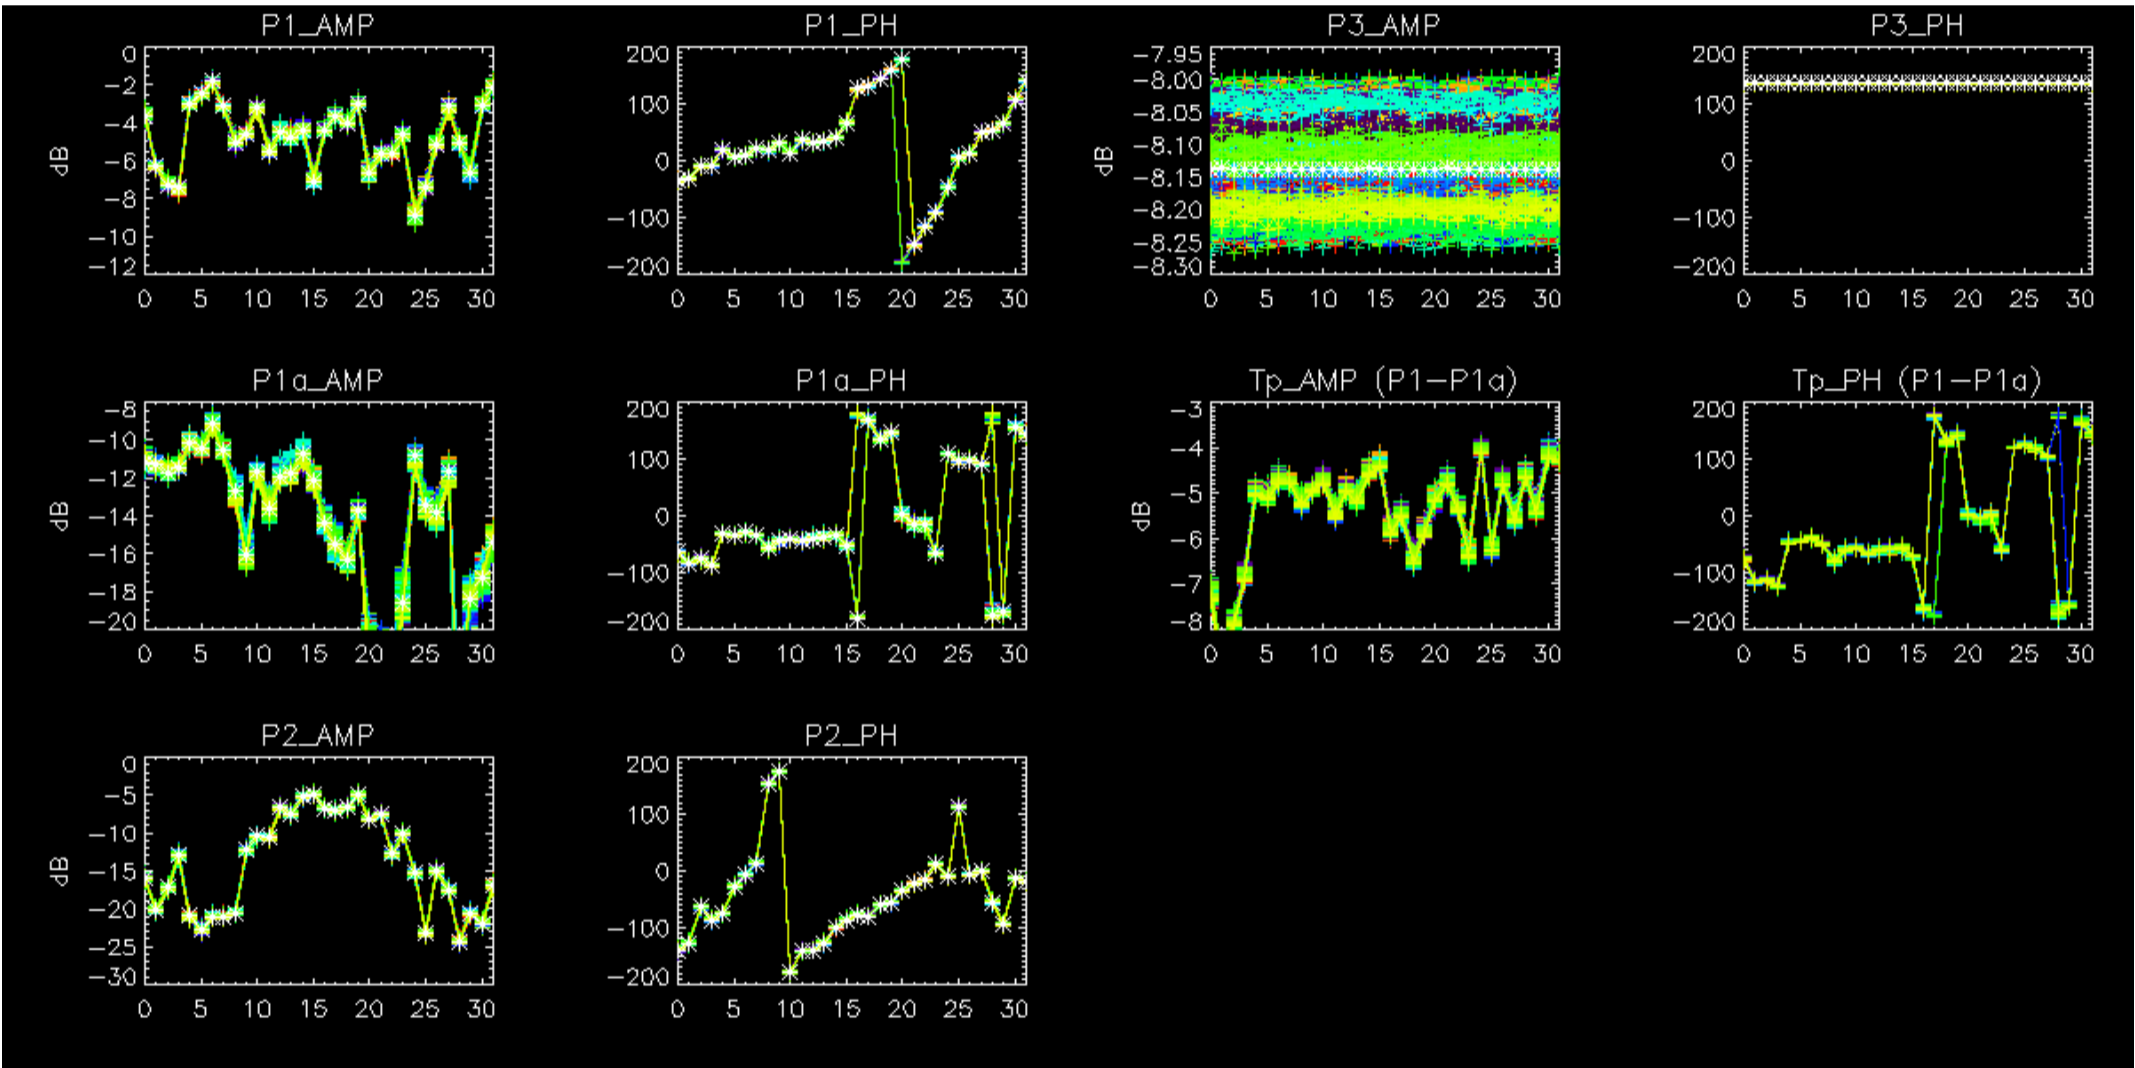 P1_AMP
0
-2
-4
-6
-8
-10
-12
dB
0 5 10 15 20 25 30
P1_PH
200
100
0
-100
-200
0 5 10 15 20 25 30
P3_AMP
-7.95
-8.00
-8.05
-8.10
-8.15
-8.20
-8.25
-8.30
dB
0 5 10 15 20 25 30
P3_PH
200
100
0
-100
-200
0 5 10 15 20 25 30
P1a_AMP
-8
-10
-12
-14
-16
-18
-20
dB
0 5 10 15 20 25 30
P1a_PH
200
100
0
-100
-200
0 5 10 15 20 25 30
Tp_AMP (P1-P1a)
-3
-4
-5
-6
-7
-8
dB
0 5 10 15 20 25 30
Tp_PH (P1-P1a)
200
100
0
-100
-200
0 5 10 15 20 25 30
P2_AMP
0
-5
-10
-15
-20
-25
-30
dB
0 5 10 15 20 25 30
P2_PH
200
100
0
-100
-200
0 5 10 15 20 25 30